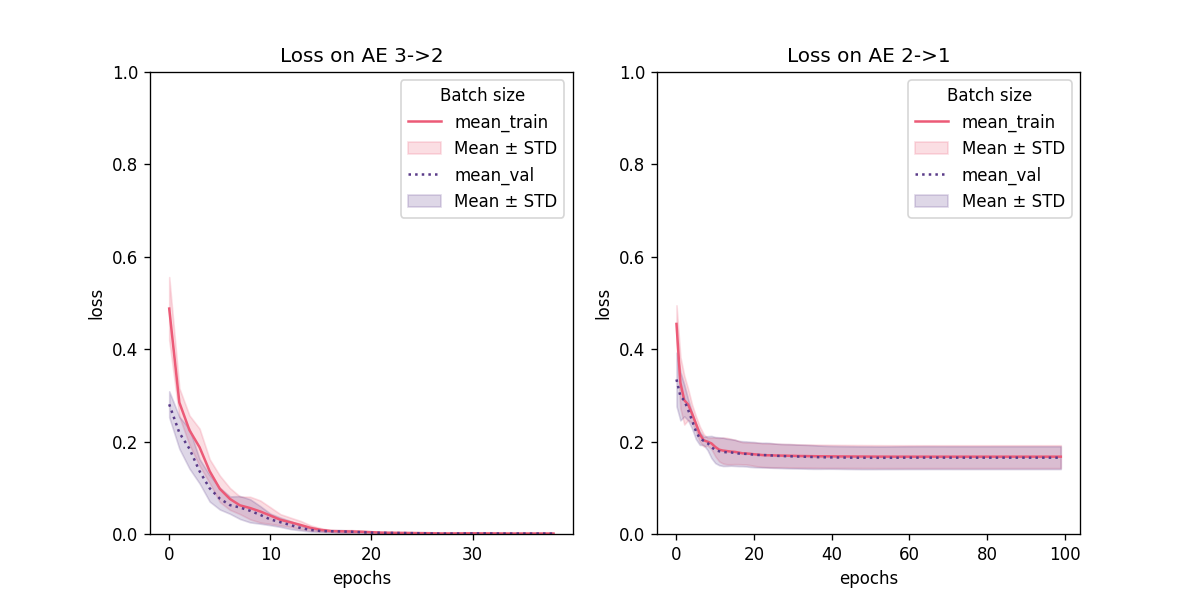 Loss on AE 3->2
1.0
0.8
0.6
0.4
0.2
0.0
loss
0
10
20
30
epochs
Batch size
mean_train
Mean ± STD
mean_val
Mean ± STD
Loss on AE 2->1
1.0
0.8
0.6
0.4
0.2
0.0
loss
0
20
40
60
80
100
epochs
Batch size
mean_train
Mean ± STD
mean_val
Mean ± STD